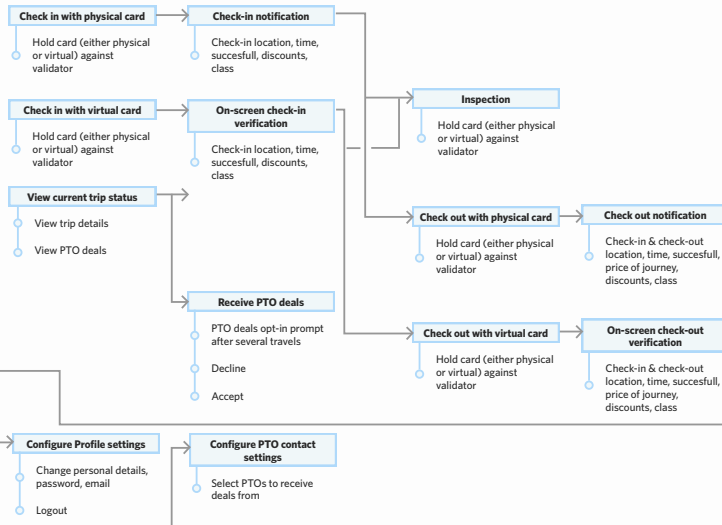 Check in with physical card
Hold card (either physical
or virtual) against
validator
Check-in notification
Check-in location, time,
succesfull, discounts,
class
Check in with virtual card
Hold card (either physical
or virtual) against
validator
On-screen check-in
verification
Check-in location, time,
succesfull, discounts,
class
Inspection
Hold card (either physical
or virtual) against
validator
View current trip status
View trip details
View PTO deals
Check out with physical card
Hold card (either physical
or virtual) against
validator
Check out notification
Check-in & check-out
location, time, succesfull,
price of journey,
discounts, class
Receive PTO deals
PTO deals opt-in prompt
after several travels
Decline
Accept
Check out with virtual card
Hold card (either physical
or virtual) against
validator
On-screen check-out
verification
Check-in & check-out
location, time, succesfull,
price of journey,
discounts, class
Configure Profile settings
Change personal details,
password, email
Logout
Configure PTO contact
settings
Select PTOs to receive
deals from